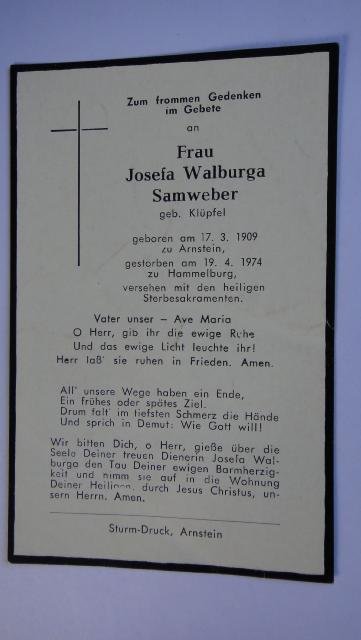 Zum frommen Gedenken
im Gebete
an
Frau
Josefa Walburga
Samweber
geb. Klüpfel
geboren am 17. 3. 1909
zu Arnstein,
gestorben am 19. 4. 1974
zu Hammelburg,
versehen mit den heiligen
Sterbesakramenten.
Vater unser – Ave Maria
O Herr, gib ihr die ewige Ruhe
Und das ewige Licht leuchte ihr!
Herr laß' sie ruhen in Frieden. Amen.
All' unsere Wege haben ein Ende,
Ein frühes oder spätes Ziel.
Drum falt' im tiefsten Schmerz die Hände
Und sprich in Demut: Wie Gott will!
Wir bitten Dich, o Herr, gieße über die
Seele Deiner treuen Dienerin Josefa Wal-
burga den Tau Deiner ewigen Barmherzig-
keit und nimm sie auf in die Wohnung
Deiner Heiligen, durch Jesus Christus, un-
sern Herrn. Amen.
Sturm-Druck, Arnstein